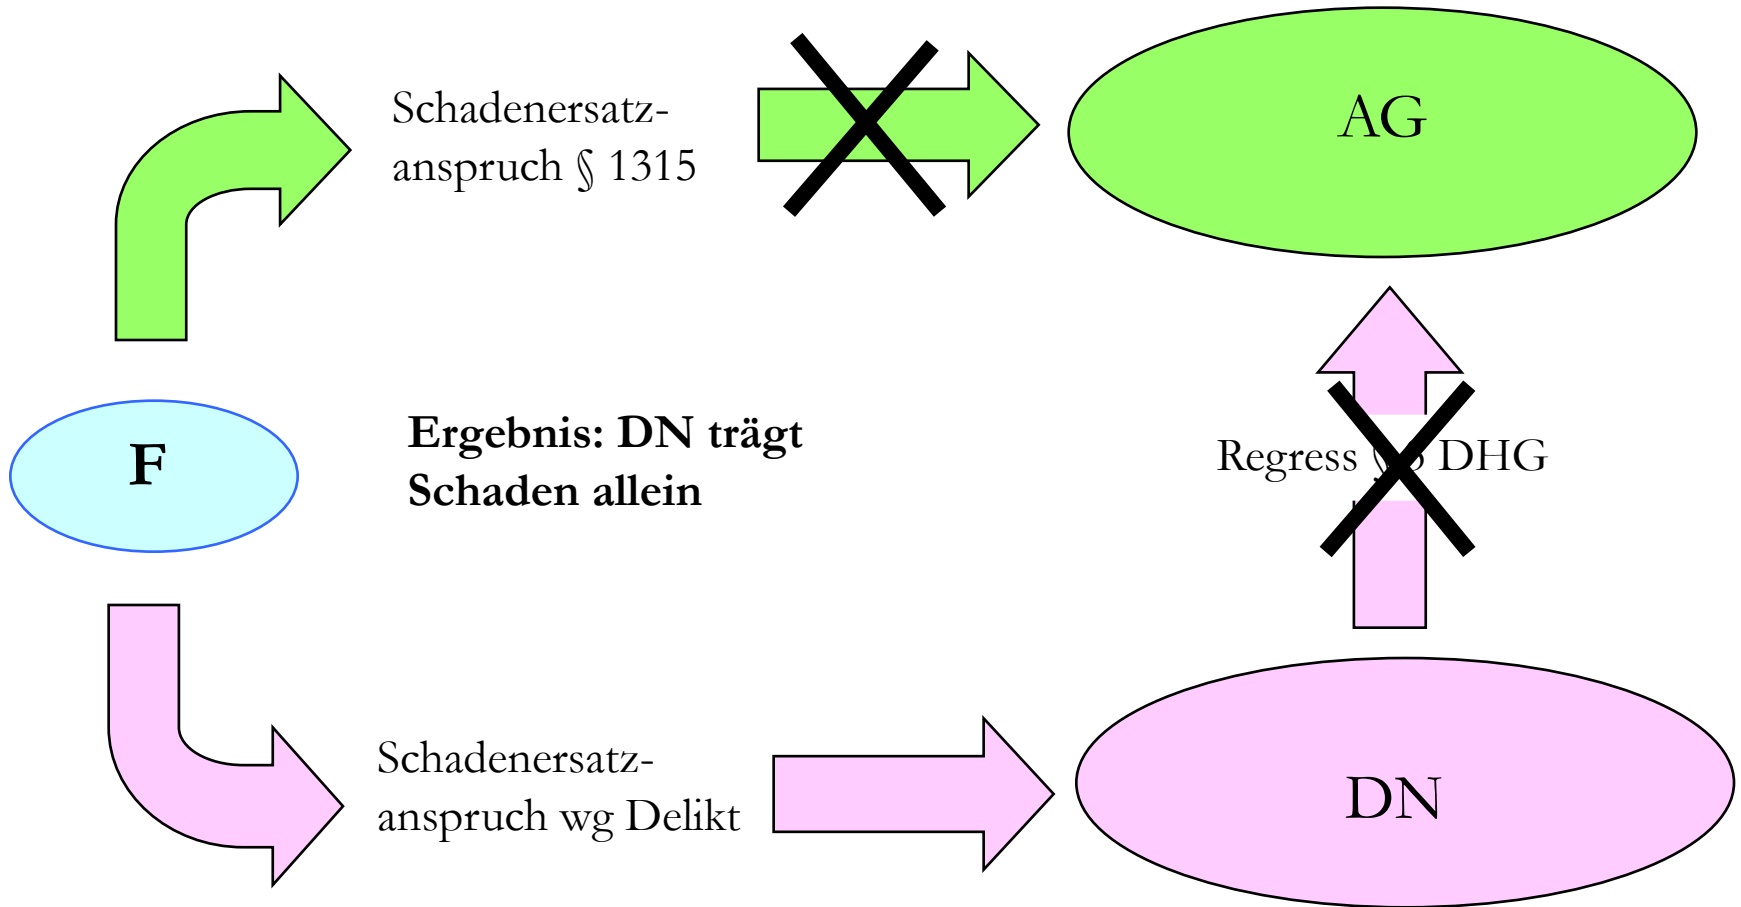 Schadenersatz-
anspruch § 1315
AG
F
Ergebnis: DN trägt
Schaden allein
Regress § DHG
Schadenersatz-
anspruch wg Delikt
DN